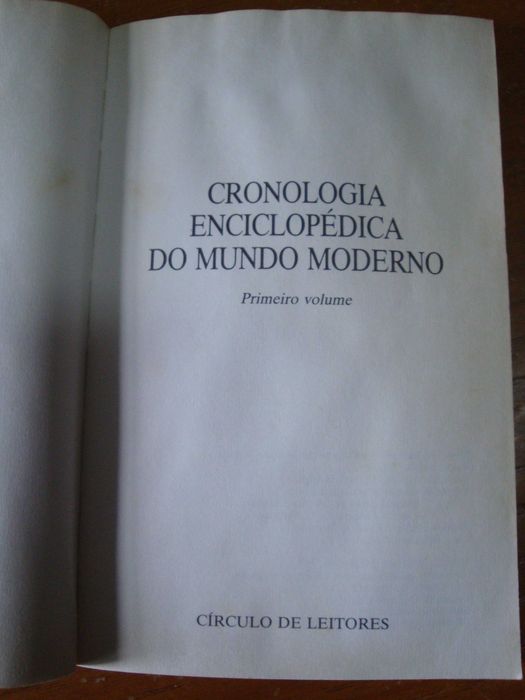 CRONOLOGIA
ENCICLOPÉDICA
DO MUNDO MODERNO
Primeiro volume
CÍRCULO DE LEITORES